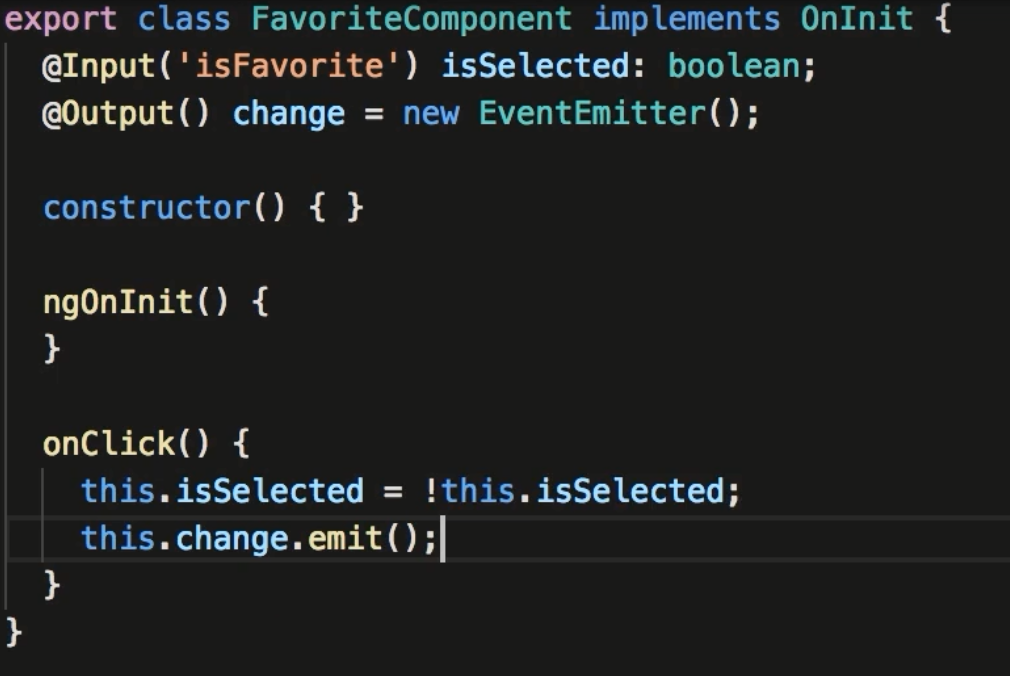 export class FavoriteComponent implements OnInit {
@Input('isFavorite') isSelected: boolean;
@Output() change = new EventEmitter();
constructor() { }
ngOnInit() {
}
onClick() {
this.isSelected = !this.isSelected;
this.change.emit();
}
}